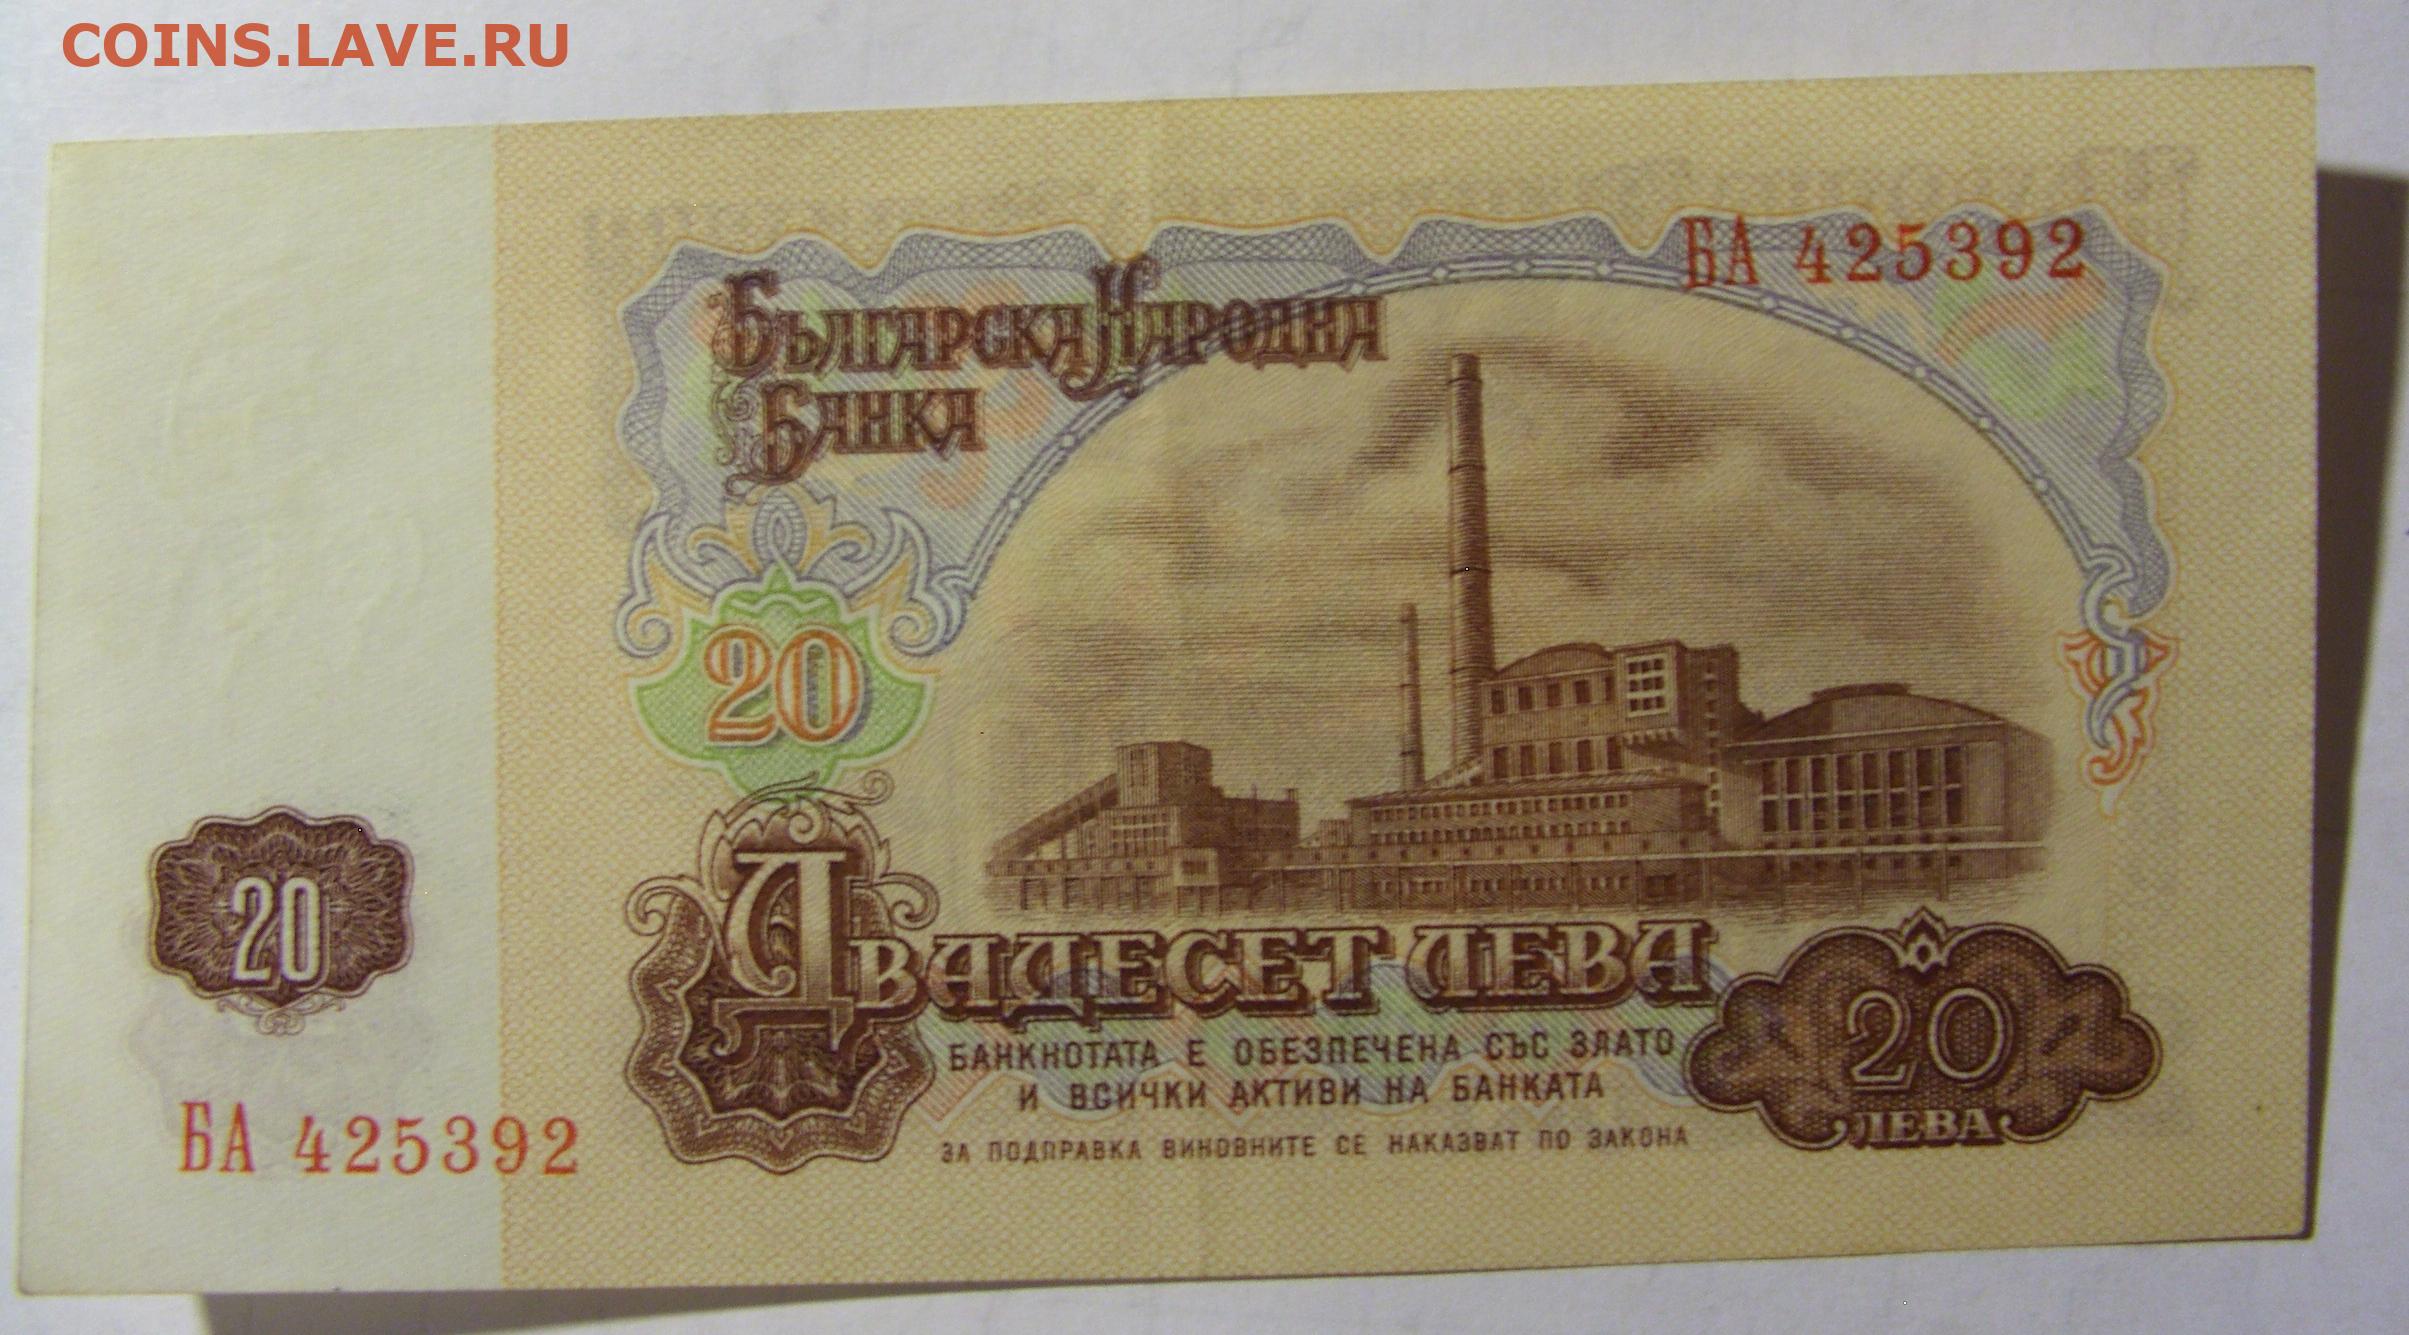 COINS.LAVE.RU
БА 425392
Българска Народна
Банка
20
20
Двадесет лева
БАНКНОТАТА Е ОБЕЗПЕЧЕНА СЪС ЗЛАТО
И ВСИЧКИ АКТИВИ НА БАНКАТА
ЗА ПОДПРАВКА ВИНОВНИТЕ СЕ НАКАЗВАТ ПО ЗАКОНА
20
ЛЕВА
БА 425392